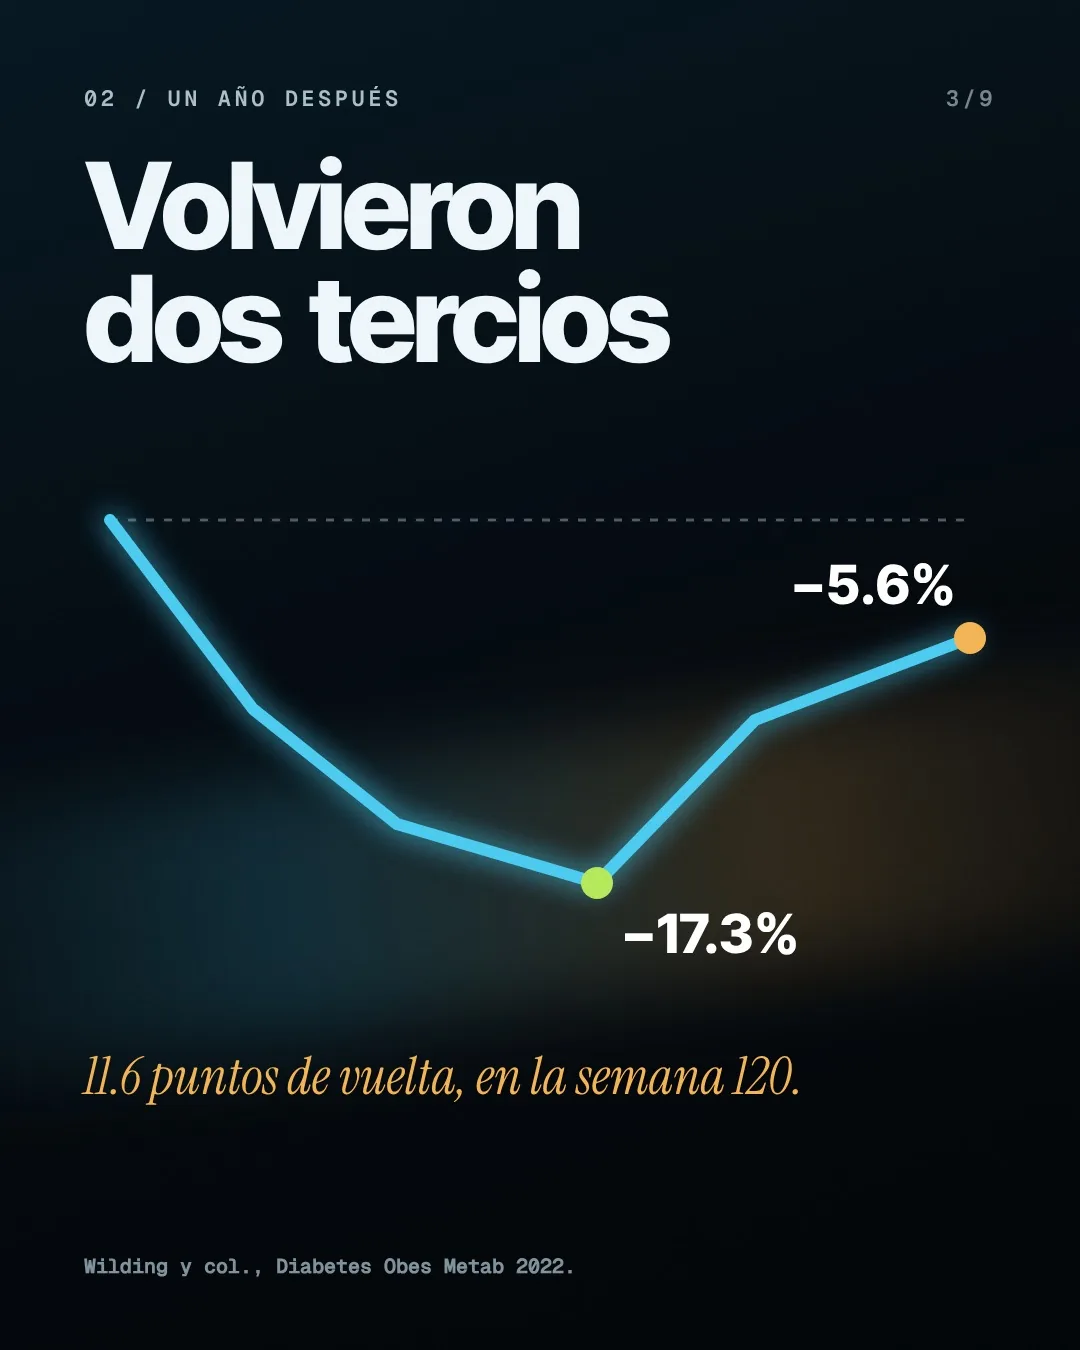 02 / UN AÑO DESPUÉS
3/9
Volvieron
dos tercios
–5.6%
–17.3%
11.6 puntos de vuelta, en la semana 120.
Wilding y col., Diabetes Obes Metab 2022.